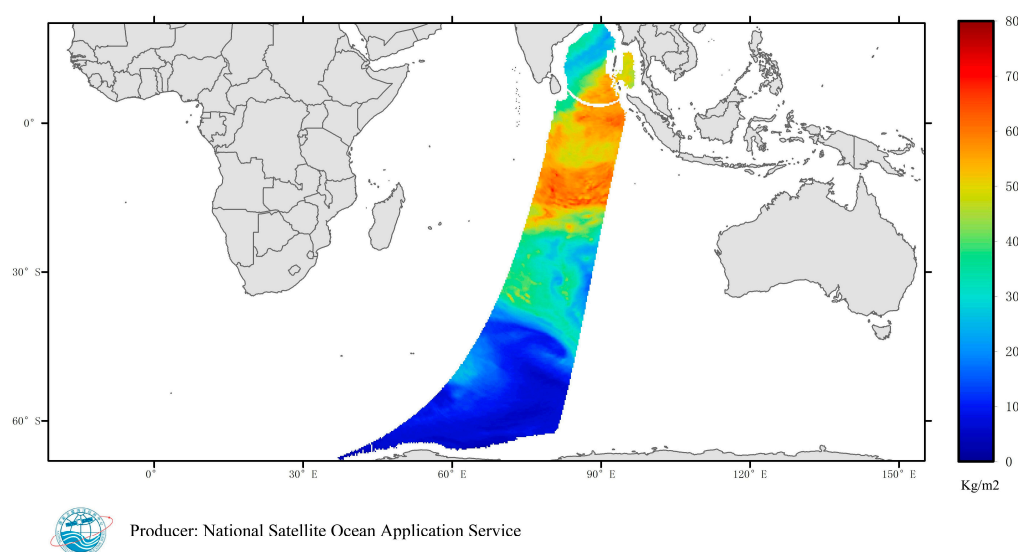 80
70
60
50
40
30
20
10
0
Kg/m2
0°
30° S
60° S
0°
30° E
60° E
90° E
120° E
150° E
Producer: National Satellite Ocean Application Service